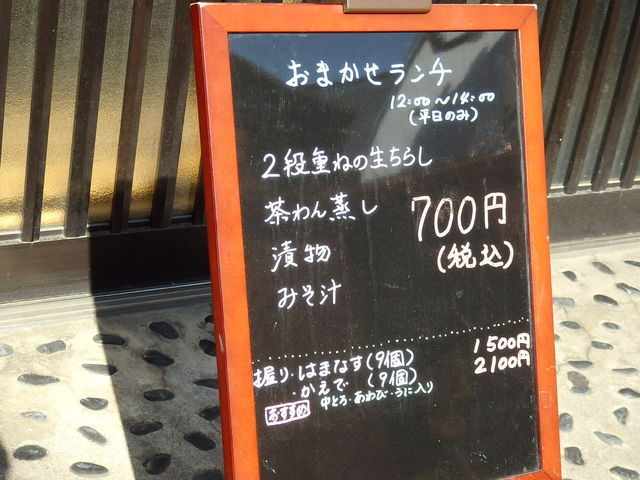 おまかせランチ
12:00~14:00
(平日のみ)
2段重ねの生ちらし
茶わん蒸し
漬物
みそ汁
700円
(税込)
握り・はまなす(9個) 1500円
・かえで(9個) 2100円
中とろ・あわび・うに入り
おすすめ